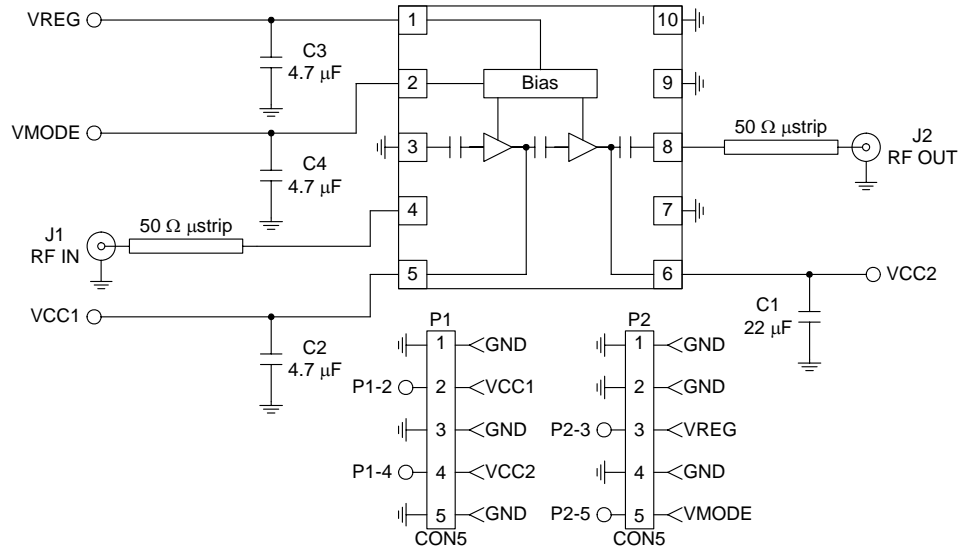 VREG
1
10
C3
4.7 μF
2
Bias
9
VMODE
3
8
50 Ω μstrip
J2
RF OUT
C4
4.7 μF
4
7
J1
RF IN
50 Ω μstrip
5
6
VCC2
VCC1
C1
22 μF
C2
4.7 μF
P1
1 GND
P1-2 2 VCC1
3 GND
P1-4 4 VCC2
5 GND
CON5
P2
1 GND
2 GND
P2-3 3 VREG
4 GND
P2-5 5 VMODE
CON5